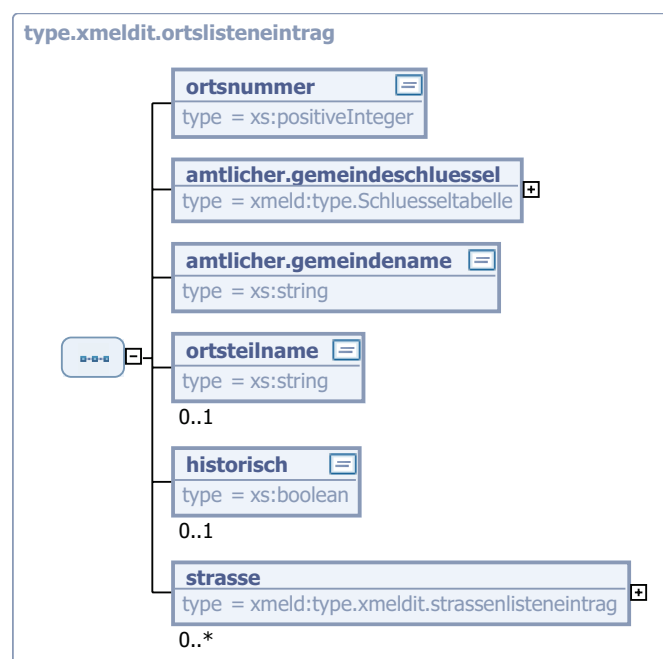 type.xmeldit.ortslisteneintrag
ortsnummer
type = xs:positiveInteger
amtlicher.gemeindeschluessel
type = xmeld:type.Schluesseltabelle
amtlicher.gemeindename
type = xs:string
ortsteilname
type = xs:string
0..1
historisch
type = xs:boolean
0..1
strasse
type = xmeld:type.xmeldit.strassenlisteneintrag
0..*